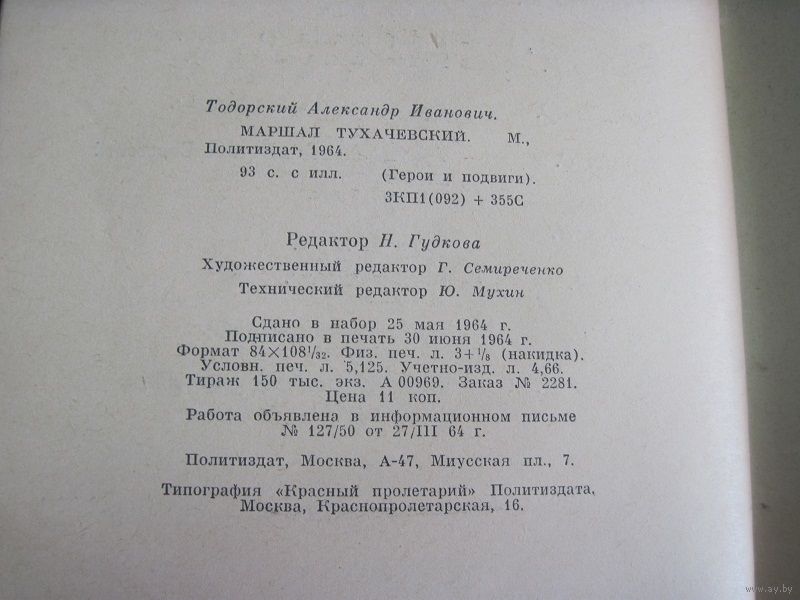 Тодорский Александр Иванович.
МАРШАЛ ТУХАЧЕВСКИЙ. М.,
Политиздат, 1964.
93 с. с илл. (Герои и подвиги).
3КП1(092) + 355С
Редактор Н. Гудкова
Художественный редактор Г. Семиреченко
Технический редактор Ю. Мухин
Сдано в набор 25 мая 1964 г.
Подписано в печать 30 июня 1964 г.
Формат 84×108¹/₃₂. Физ. печ. л. 3+¹/₈ (накидка).
Условн. печ. л. 5,125. Учетно-изд. л. 4,66.
Тираж 150 тыс. экз. А 00969. Заказ № 2281.
Цена 11 коп.
Работа объявлена в информационном письме
№ 127/50 от 27/III 64 г.
Политиздат, Москва, А-47, Миусская пл., 7.
Типография «Красный пролетарий» Политиздата,
Москва, Краснопролетарская, 16.
www.ay.by